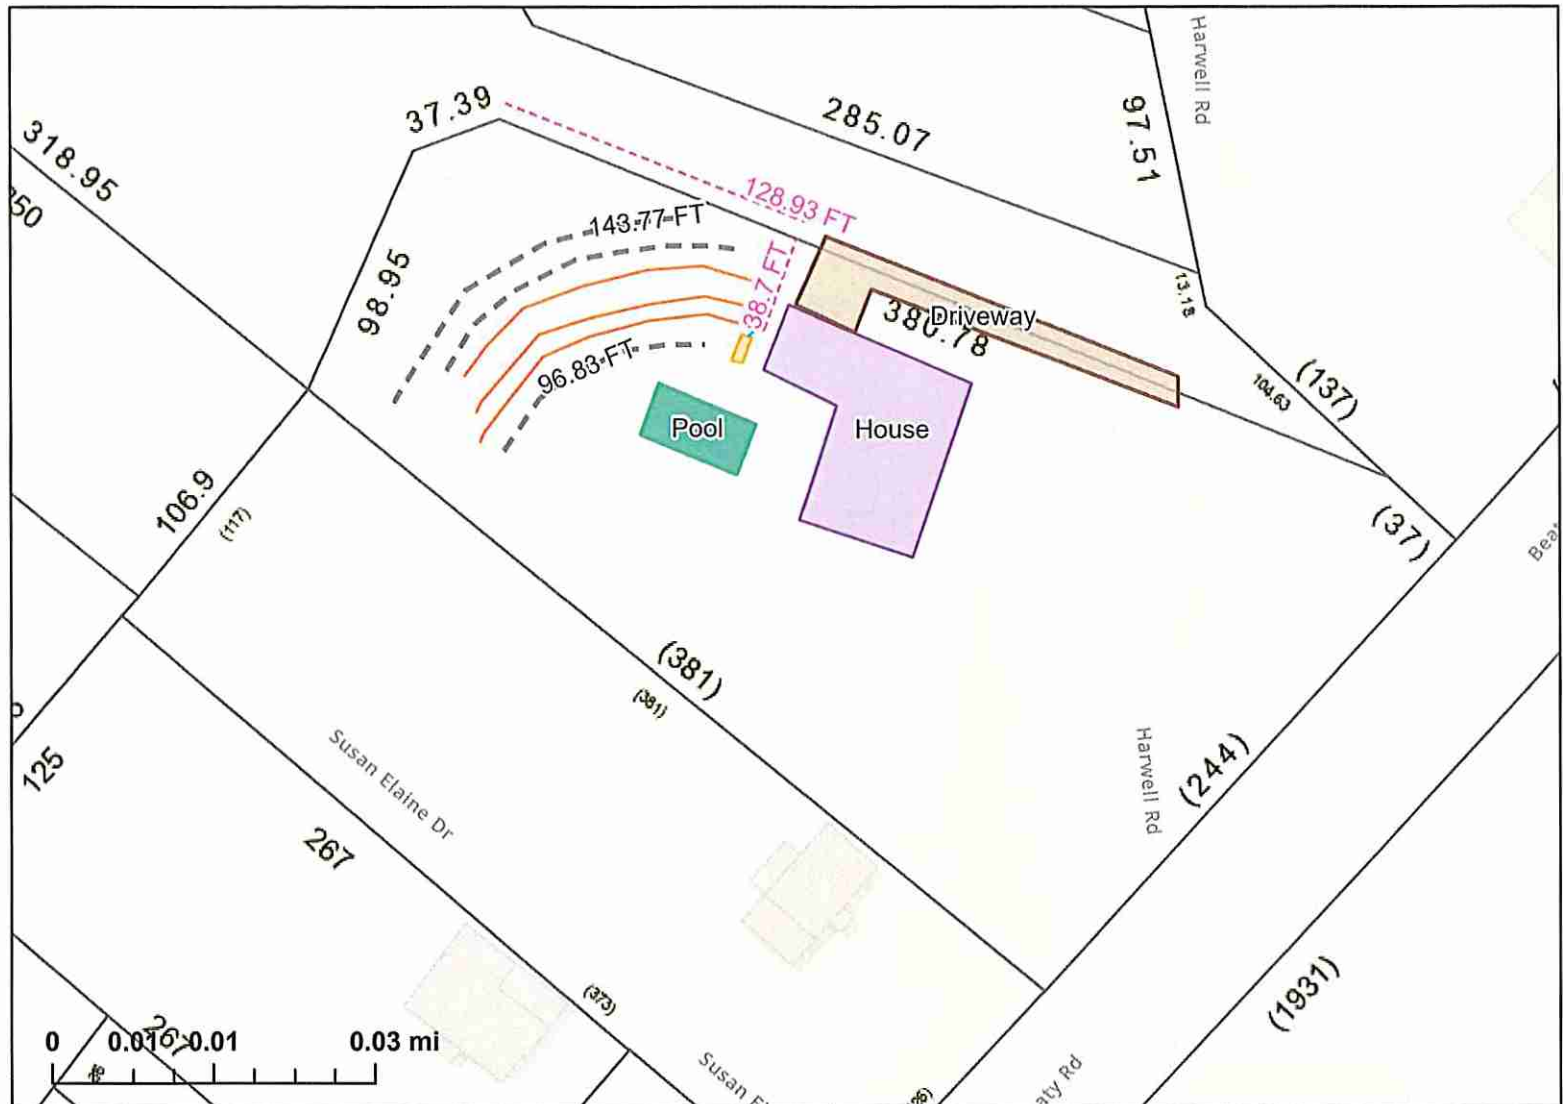 Harwell Rd
37.39
285.07
97.51
318.95
128.93 FT
143.77 FT
98.95
38.7 FT
13.18
380.78
Driveway
96.83 FT
(137)
104.63
Pool
House
106.9
(117)
(37)
(381)
(381)
Susan Elaine Dr
Harwell Rd
(244)
125
267
(1931)
(373)
267
0 0.01 0.01 0.03 mi